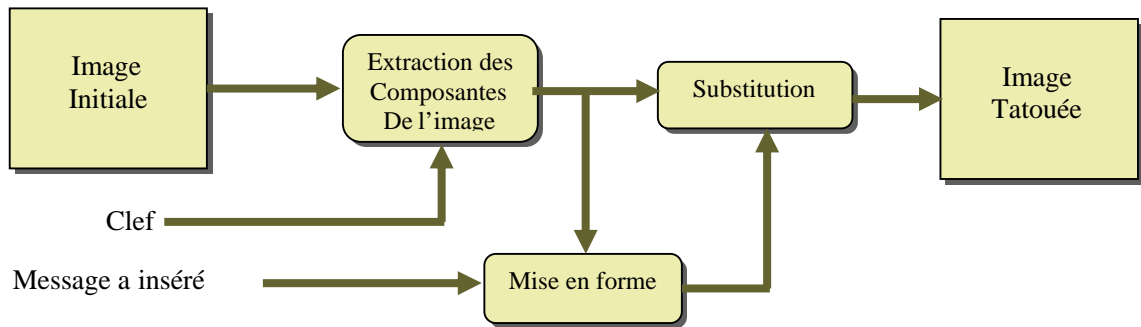 Image
Initiale
Extraction des
Composantes
De l’image
Substitution
Image
Tatouée
Clef
Message a inséré
Mise en forme